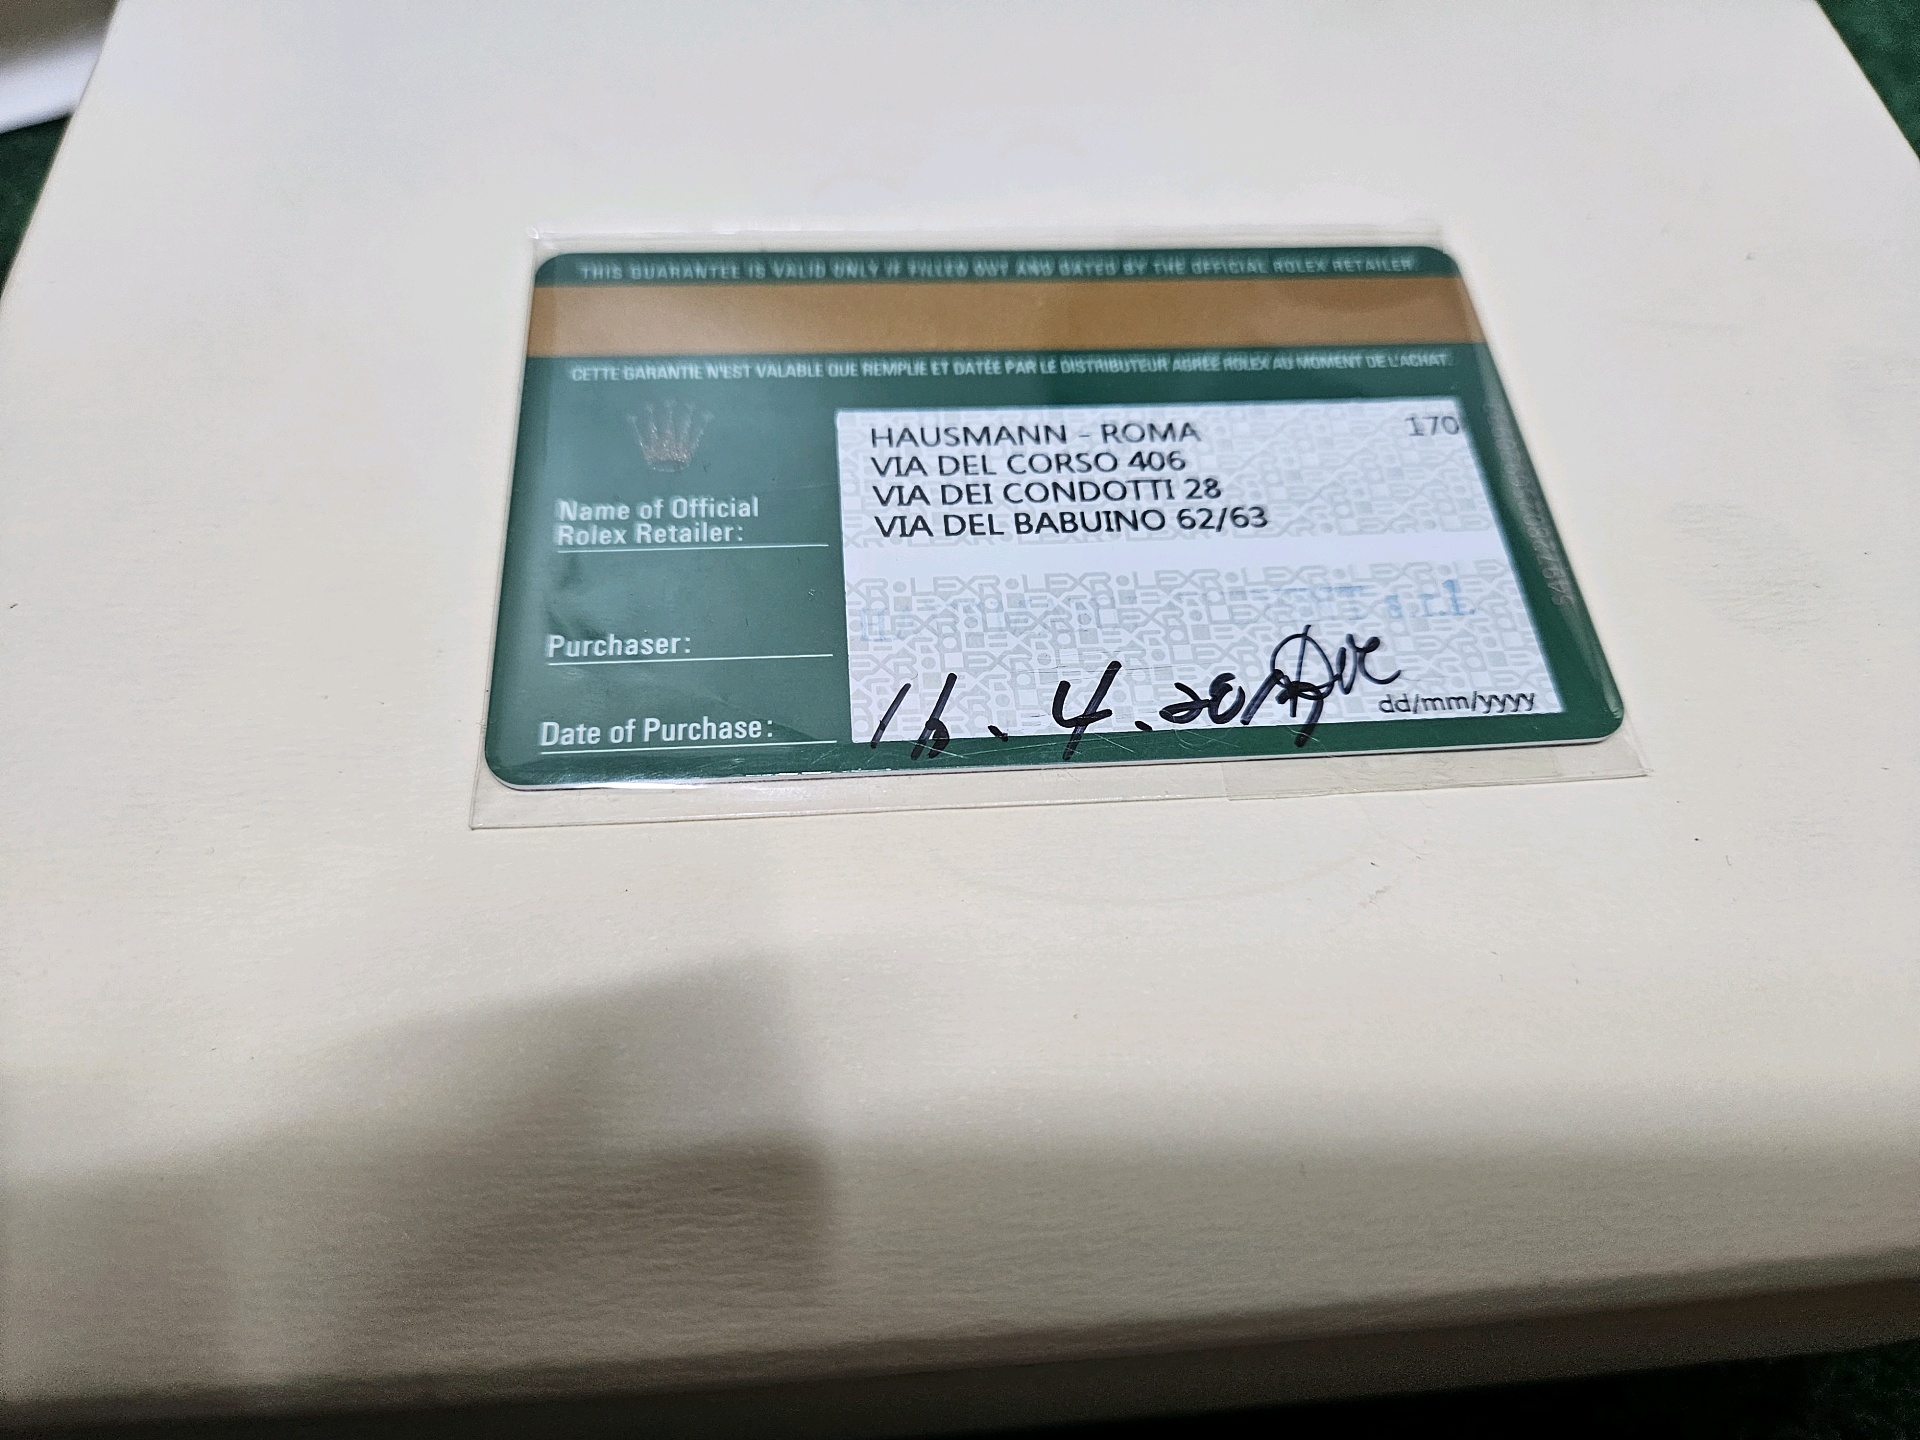 THIS GUARANTEE IS VALID ONLY IF FILLED OUT AND DATED BY THE OFFICIAL ROLEX RETAILER
CETTE GARANTIE N'EST VALABLE QUE REMPLIE ET DATÉE PAR LE DISTRIBUTEUR AGRÉÉ ROLEX AU MOMENT DE L'ACHAT.
HAUSMANN - ROMA 170
VIA DEL CORSO 406
VIA DEI CONDOTTI 28
VIA DEL BABUINO 62/63
Name of Official
Rolex Retailer:
Purchaser:
Date of Purchase:
dd/mm/yyyy